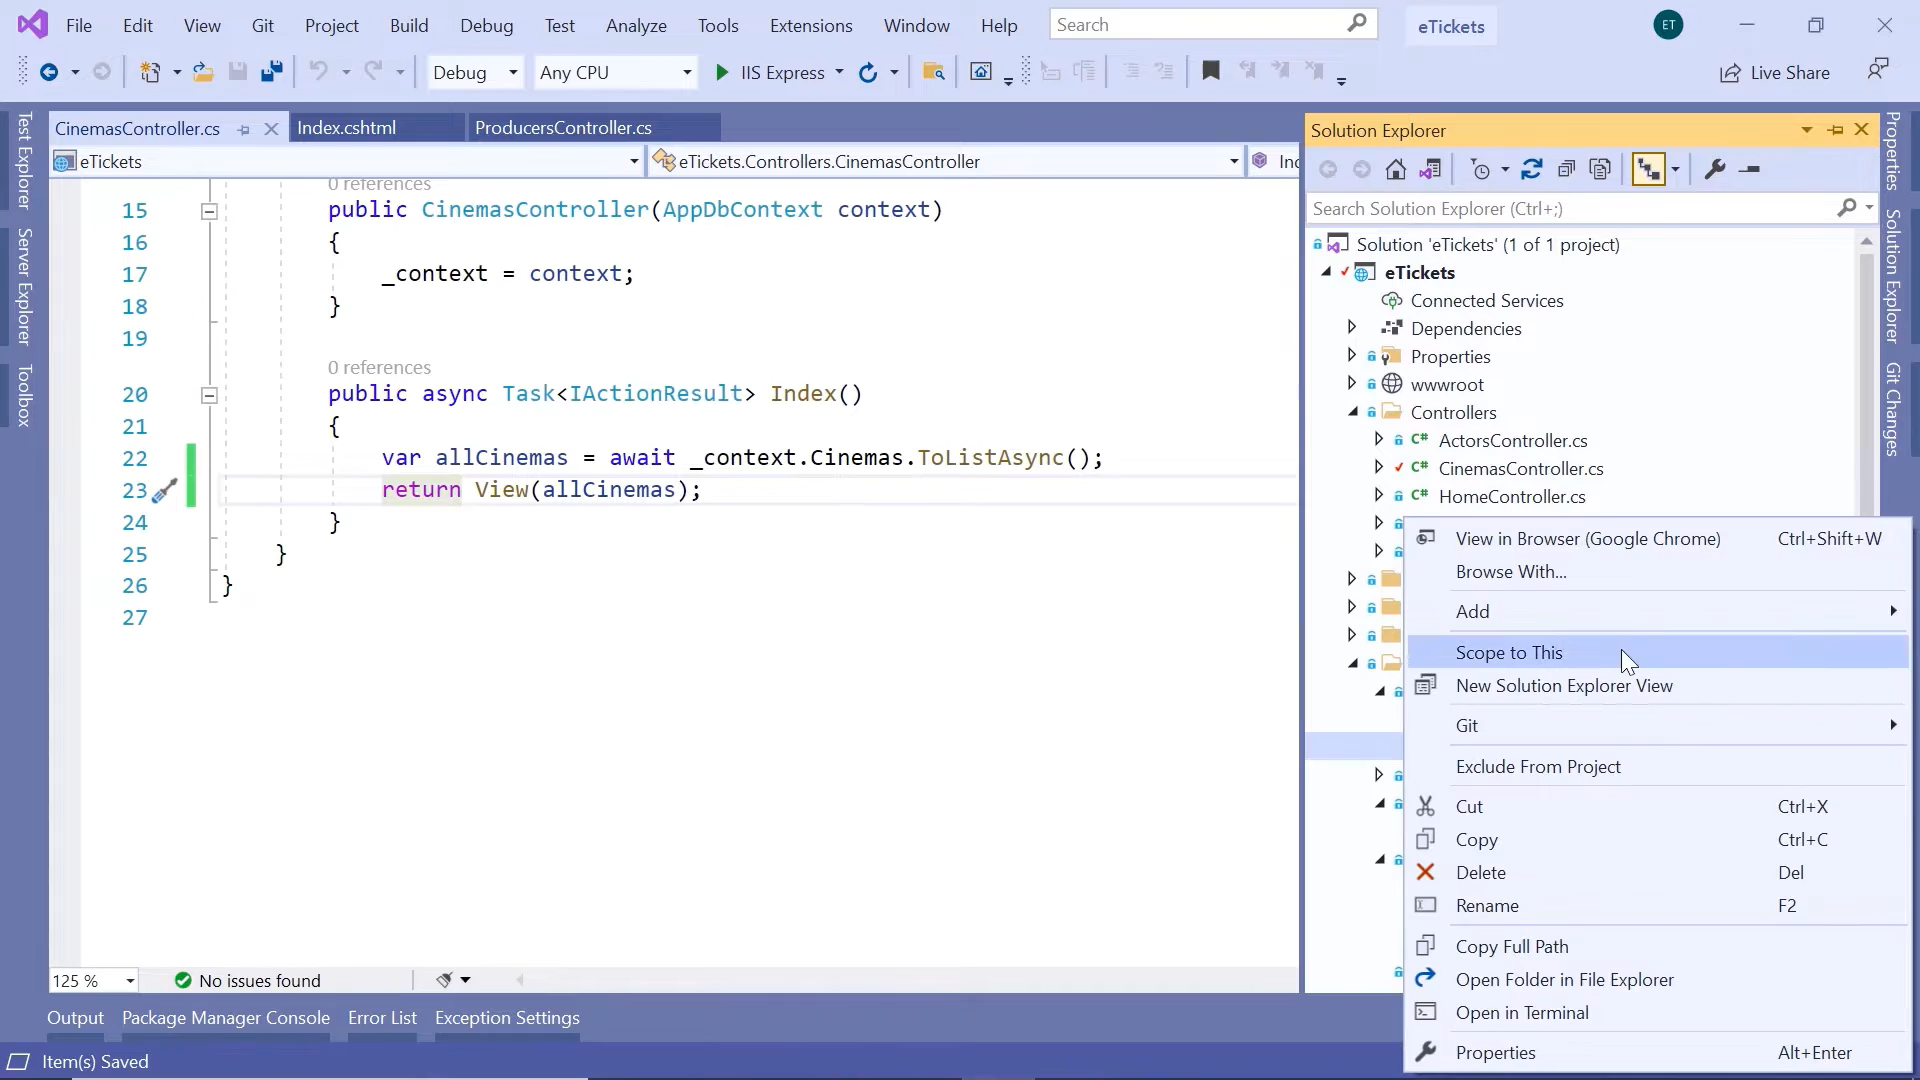 File Edit View Git Project Build Debug Test Analyze Tools Extensions Window Help Search eTickets ET
Debug Any CPU IIS Express Live Share
Test Explorer
Server Explorer
Toolbox
CinemasController.cs Index.cshtml ProducersController.cs
eTickets eTickets.Controllers.CinemasController
0 references
15 public CinemasController(AppDbContext context)
16 {
17 _context = context;
18 }
19
0 references
20 public async Task<IActionResult> Index()
21 {
22 var allCinemas = await _context.Cinemas.ToListAsync();
23 return View(allCinemas);
24 }
25 }
26 }
27
125 % No issues found
Output Package Manager Console Error List Exception Settings
Item(s) Saved
Solution Explorer
Search Solution Explorer (Ctrl+;)
Solution 'eTickets' (1 of 1 project)
eTickets
Connected Services
Dependencies
Properties
wwwroot
Controllers
C# ActorsController.cs
C# CinemasController.cs
C# HomeController.cs
View in Browser (Google Chrome) Ctrl+Shift+W
Browse With...
Add
Scope to This
New Solution Explorer View
Git
Exclude From Project
Cut Ctrl+X
Copy Ctrl+C
Delete Del
Rename F2
Copy Full Path
Open Folder in File Explorer
Open in Terminal
Properties Alt+Enter
Properties
Solution Explorer
Git Changes